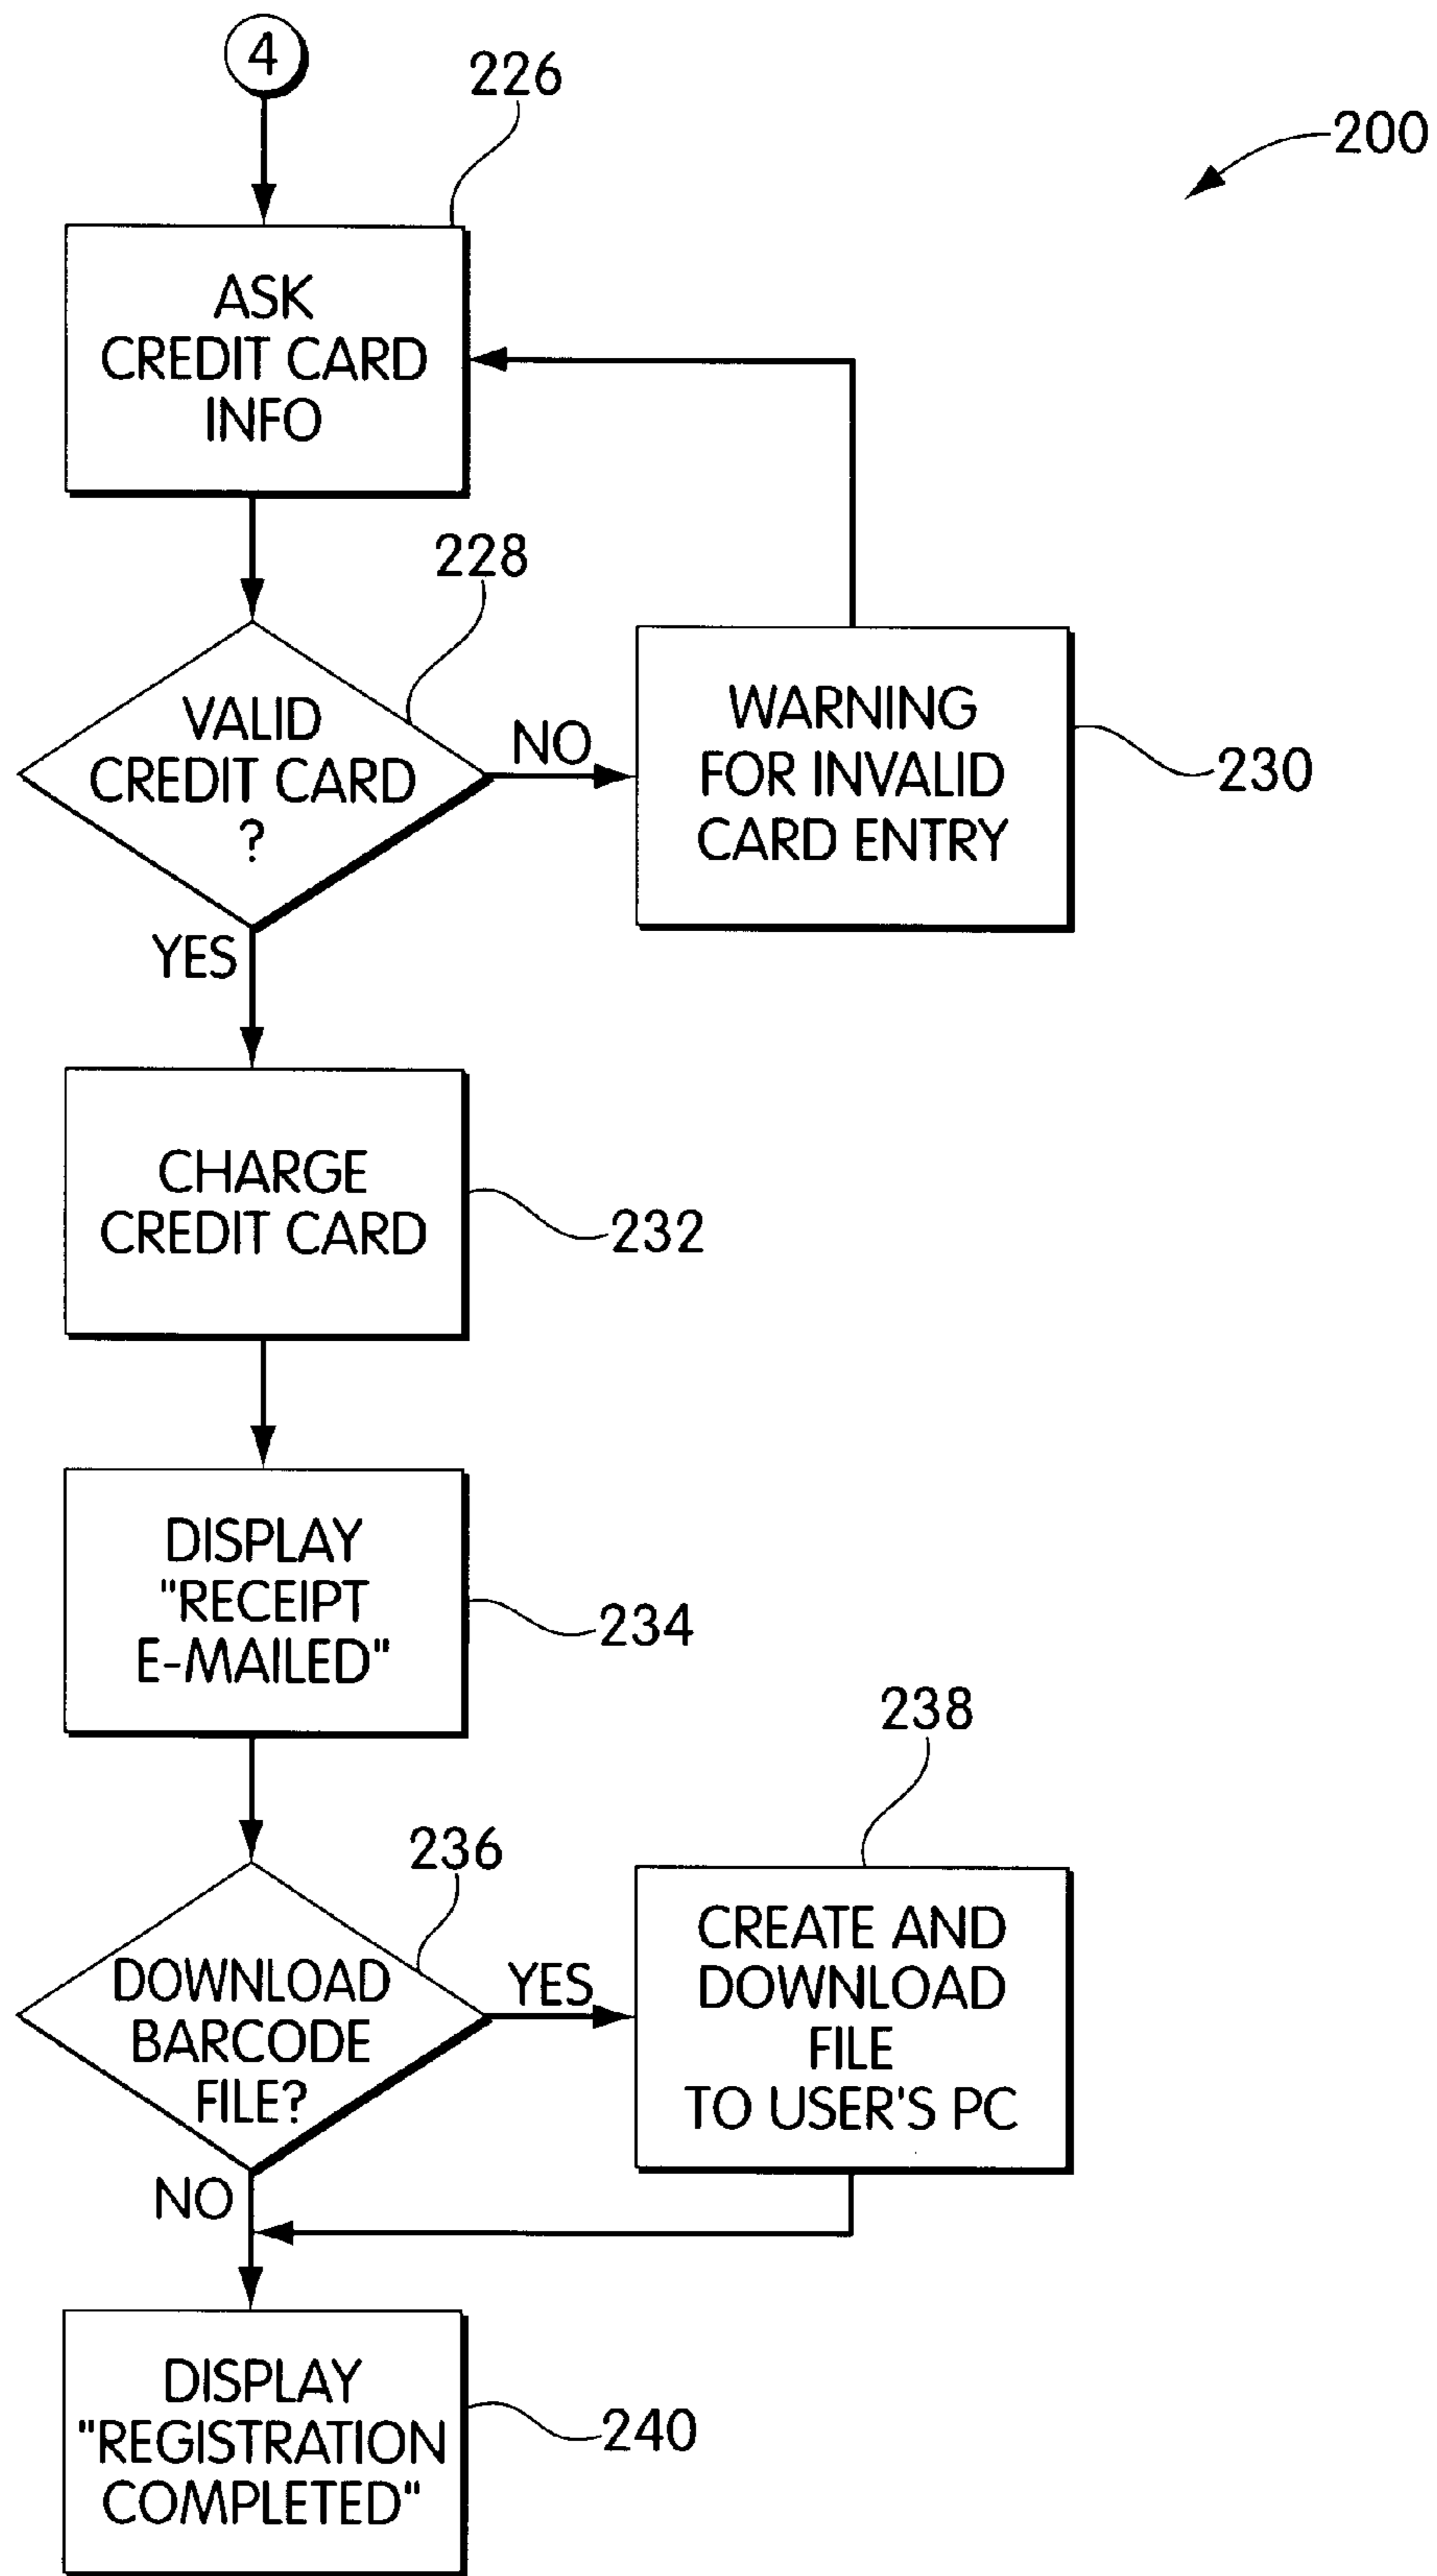 4
226
200
ASK
CREDIT CARD
INFO
228
VALID
CREDIT CARD
?
NO
WARNING
FOR INVALID
CARD ENTRY
230
YES
CHARGE
CREDIT CARD
232
DISPLAY
"RECEIPT
E-MAILED"
234
238
236
DOWNLOAD
BARCODE
FILE?
YES
CREATE AND
DOWNLOAD
FILE
TO USER'S PC
NO
DISPLAY
"REGISTRATION
COMPLETED"
240